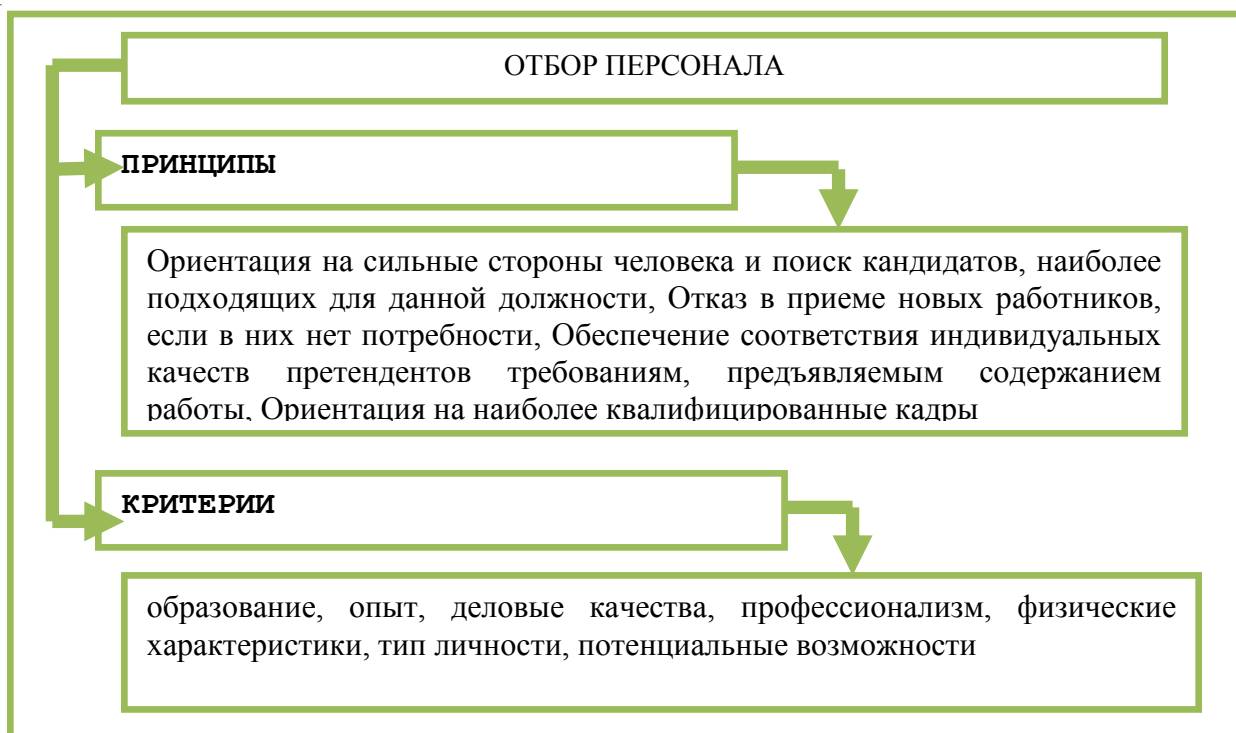 ОТБОР ПЕРСОНАЛА
ПРИНЦИПЫ
Ориентация на сильные стороны человека и поиск кандидатов, наиболее
подходящих для данной должности, Отказ в приеме новых работников,
если в них нет потребности, Обеспечение соответствия индивидуальных
качеств претендентов требованиям, предъявляемым содержанием
работы, Ориентация на наиболее квалифицированные кадры
КРИТЕРИИ
образование, опыт, деловые качества, профессионализм, физические
характеристики, тип личности, потенциальные возможности